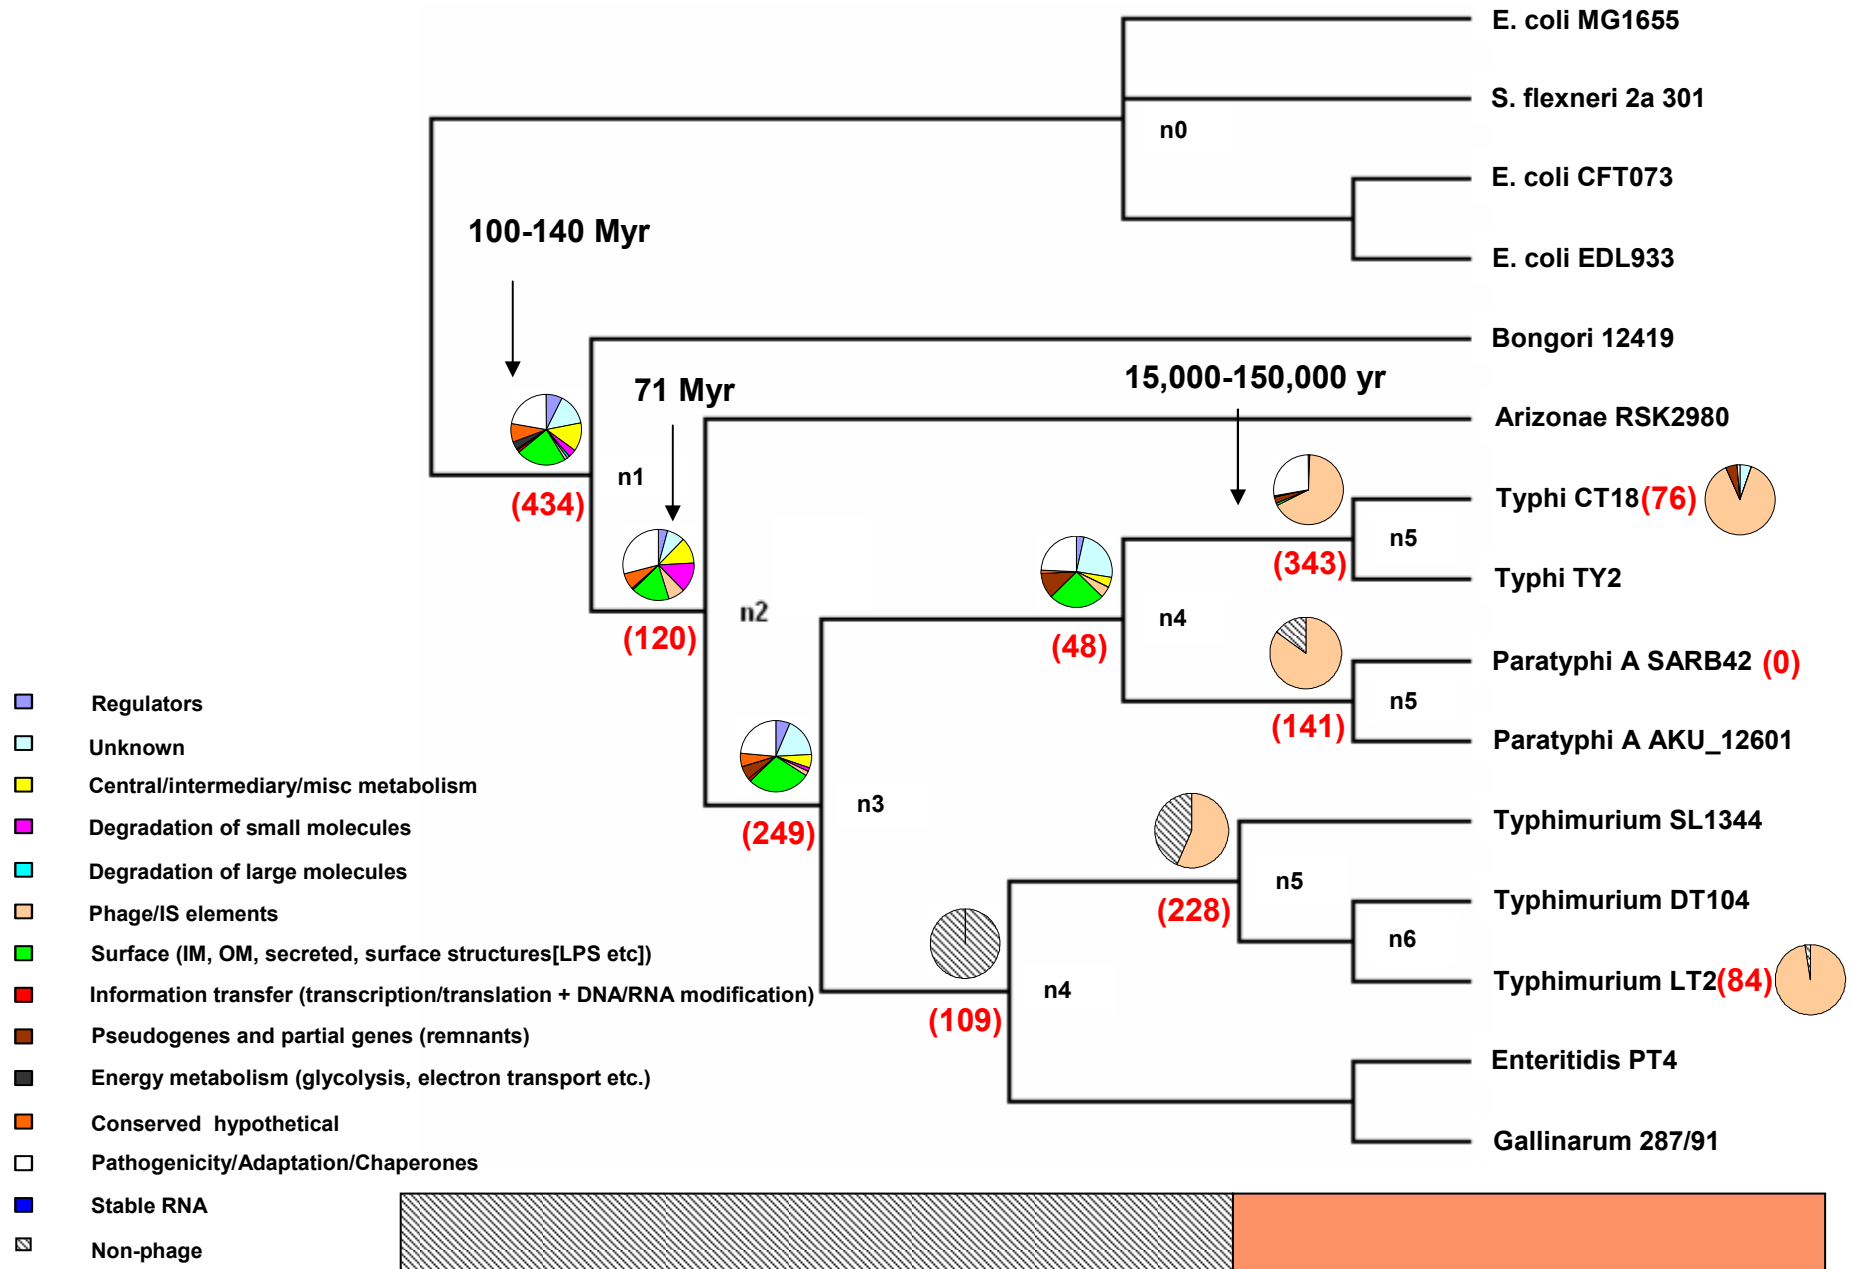 E. coli MG1655
S. flexneri 2a 301
n0
E. coli CFT073
100-140 Myr
E. coli EDL933
Bongori 12419
71 Myr
15,000-150,000 yr
Arizonae RSK2980
n1
(434)
Typhi CT18(76)
n5
(343)
Typhi TY2
n2
(120)
n4
(48)
Paratyphi A SARB42 (0)
n5
(141)
Paratyphi A AKU_12601
n3
(249)
Typhimurium SL1344
n5
(228)
Typhimurium DT104
n6
n4
(109)
Typhimurium LT2(84)
Enteritidis PT4
Gallinarum 287/91
Regulators
Unknown
Central/intermediary/misc metabolism
Degradation of small molecules
Degradation of large molecules
Phage/IS elements
Surface (IM, OM, secreted, surface structures[LPS etc])
Information transfer (transcription/translation + DNA/RNA modification)
Pseudogenes and partial genes (remnants)
Energy metabolism (glycolysis, electron transport etc.)
Conserved hypothetical
Pathogenicity/Adaptation/Chaperones
Stable RNA
Non-phage